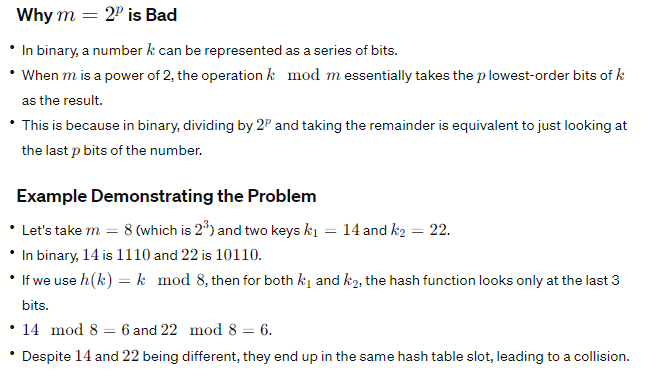 Why m = 2^p is Bad
• In binary, a number k can be represented as a series of bits.
• When m is a power of 2, the operation k mod m essentially takes the p lowest-order bits of k
as the result.
• This is because in binary, dividing by 2^p and taking the remainder is equivalent to just looking at
the last p bits of the number.
Example Demonstrating the Problem
• Let's take m = 8 (which is 2^3) and two keys k₁ = 14 and k₂ = 22.
• In binary, 14 is 1110 and 22 is 10110.
• If we use h(k) = k mod 8, then for both k₁ and k₂, the hash function looks only at the last 3
bits.
• 14 mod 8 = 6 and 22 mod 8 = 6.
• Despite 14 and 22 being different, they end up in the same hash table slot, leading to a collision.